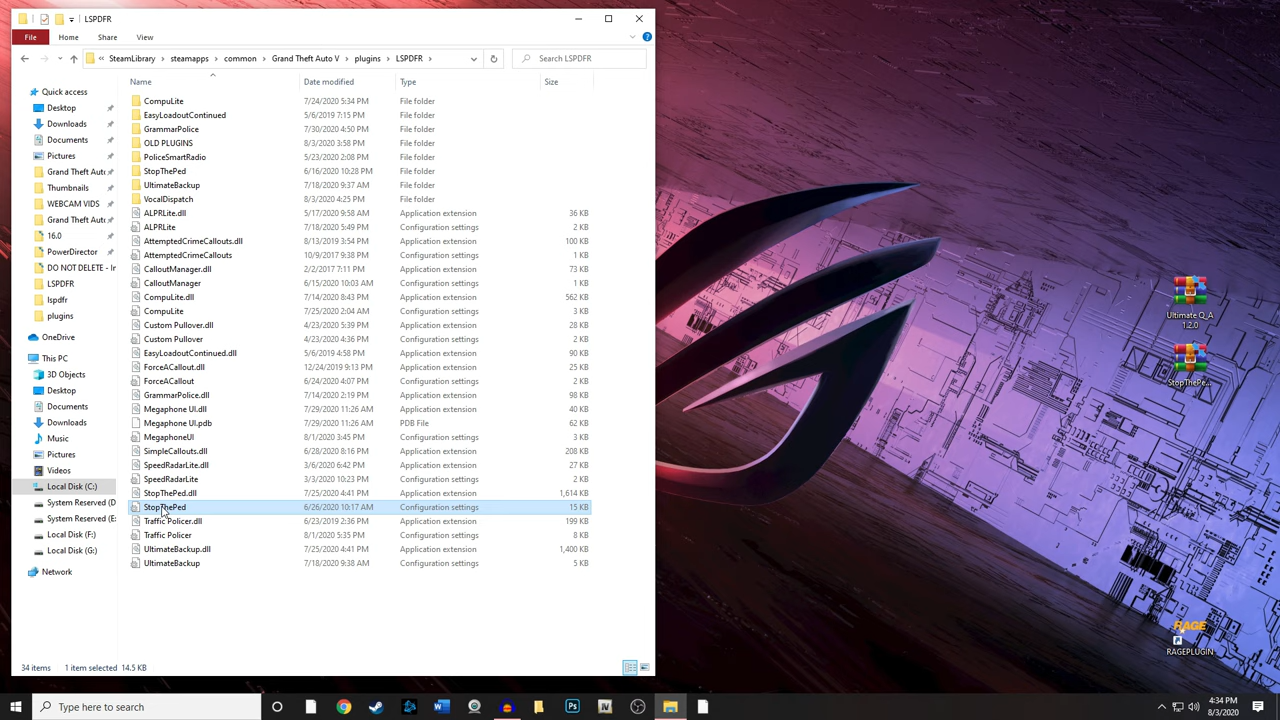 LSPDFR
File Home Share View
« SteamLibrary > steamapps > common > Grand Theft Auto V > plugins > LSPDFR > Search LSPDFR
Name Date modified Type Size
Quick access
Desktop
Downloads
Documents
Pictures
Grand Theft Auto
Thumbnails
WEBCAM VIDS
Grand Theft Auto
16.0
PowerDirector
DO NOT DELETE - Ir
LSPDFR
lspdfr
plugins
OneDrive
This PC
3D Objects
Desktop
Documents
Downloads
Music
Pictures
Videos
Local Disk (C:)
System Reserved (D
System Reserved (E:
Local Disk (F:)
Local Disk (G:)
Network
CompuLite 7/24/2020 5:34 PM File folder
EasyLoadoutContinued 5/6/2019 7:15 PM File folder
GrammarPolice 7/30/2020 4:50 PM File folder
OLD PLUGINS 8/3/2020 3:58 PM File folder
PoliceSmartRadio 5/23/2020 2:08 PM File folder
StopThePed 6/16/2020 10:28 PM File folder
UltimateBackup 7/18/2020 9:37 AM File folder
VocalDispatch 8/3/2020 4:25 PM File folder
ALPRLite.dll 5/17/2020 9:58 AM Application extension 36 KB
ALPRLite 7/18/2020 5:49 PM Configuration settings 2 KB
AttemptedCrimeCallouts.dll 8/13/2019 3:54 PM Application extension 100 KB
AttemptedCrimeCallouts 10/9/2017 9:38 PM Configuration settings 1 KB
CalloutManager.dll 2/2/2017 7:11 PM Application extension 73 KB
CalloutManager 6/15/2020 10:03 AM Configuration settings 1 KB
CompuLite.dll 7/14/2020 8:43 PM Application extension 562 KB
CompuLite 7/25/2020 2:04 AM Configuration settings 3 KB
Custom Pullover.dll 4/23/2020 5:39 PM Application extension 28 KB
Custom Pullover 4/23/2020 4:36 PM Configuration settings 2 KB
EasyLoadoutContinued.dll 5/6/2019 4:58 PM Application extension 90 KB
ForceACallout.dll 12/24/2019 9:13 PM Application extension 25 KB
ForceACallout 6/24/2020 4:07 PM Configuration settings 2 KB
GrammarPolice.dll 7/14/2020 2:19 PM Application extension 98 KB
Megaphone UI.dll 7/29/2020 11:26 AM Application extension 40 KB
Megaphone UI.pdb 7/29/2020 11:26 AM PDB File 62 KB
MegaphoneUI 8/1/2020 3:45 PM Configuration settings 3 KB
SimpleCallouts.dll 6/28/2020 8:16 PM Application extension 208 KB
SpeedRadarLite.dll 3/6/2020 6:42 PM Application extension 27 KB
SpeedRadarLite 3/3/2020 10:23 PM Configuration settings 2 KB
StopThePed.dll 7/25/2020 4:41 PM Application extension 1,614 KB
StopThePed 6/26/2020 10:17 AM Configuration settings 15 KB
Traffic Policer.dll 6/23/2019 2:36 PM Application extension 199 KB
Traffic Policer 8/1/2020 5:35 PM Configuration settings 8 KB
UltimateBackup.dll 7/25/2020 4:41 PM Application extension 1,400 KB
UltimateBackup 7/18/2020 9:38 AM Configuration settings 5 KB
34 items 1 item selected 14.5 KB
Ultimate Q_A
1.2.0
StopThePe...
RAGE
RAGEPLUGIN
Type here to search
W
Ps
IV
4:34 PM
8/3/2020